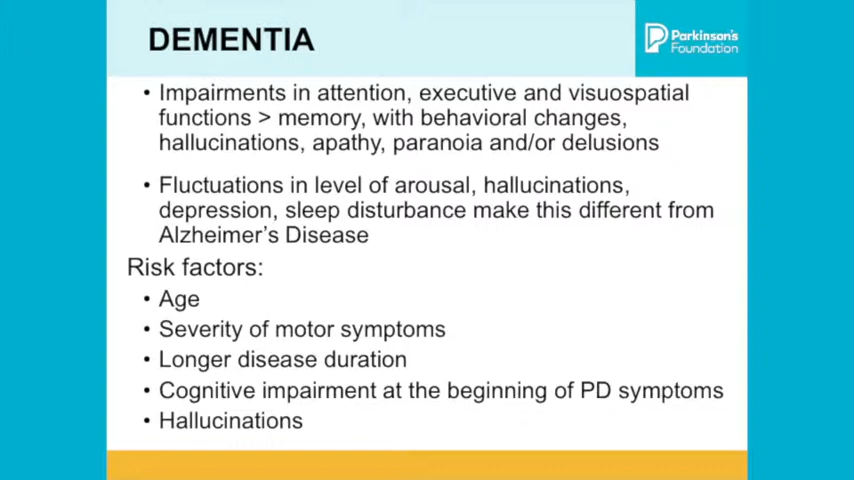 DEMENTIA
Parkinson's
Foundation
• Impairments in attention, executive and visuospatial
functions > memory, with behavioral changes,
hallucinations, apathy, paranoia and/or delusions
• Fluctuations in level of arousal, hallucinations,
depression, sleep disturbance make this different from
Alzheimer's Disease
Risk factors:
• Age
• Severity of motor symptoms
• Longer disease duration
• Cognitive impairment at the beginning of PD symptoms
• Hallucinations